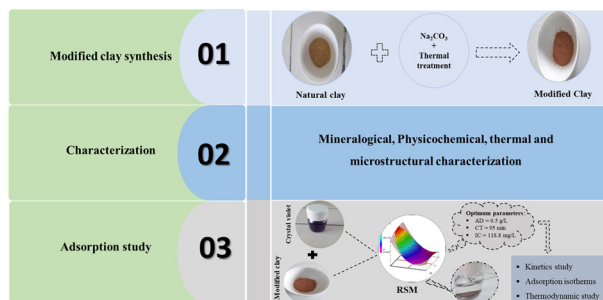 Modified clay synthesis
01
Natural clay
Na₂CO₃
+
Thermal
treatment
Modified Clay
Characterization
02
Mineralogical, Physicochemical, thermal and
microstructural characterization
Adsorption study
03
Crystal violet
+
Modified clay
RSM
Optimum parameters
• AD = 0.5 g/L
• CT = 95 min
• IC = 118.8 mg/L
• Kinetics study
• Adsorption isotherms
• Thermodynamic study